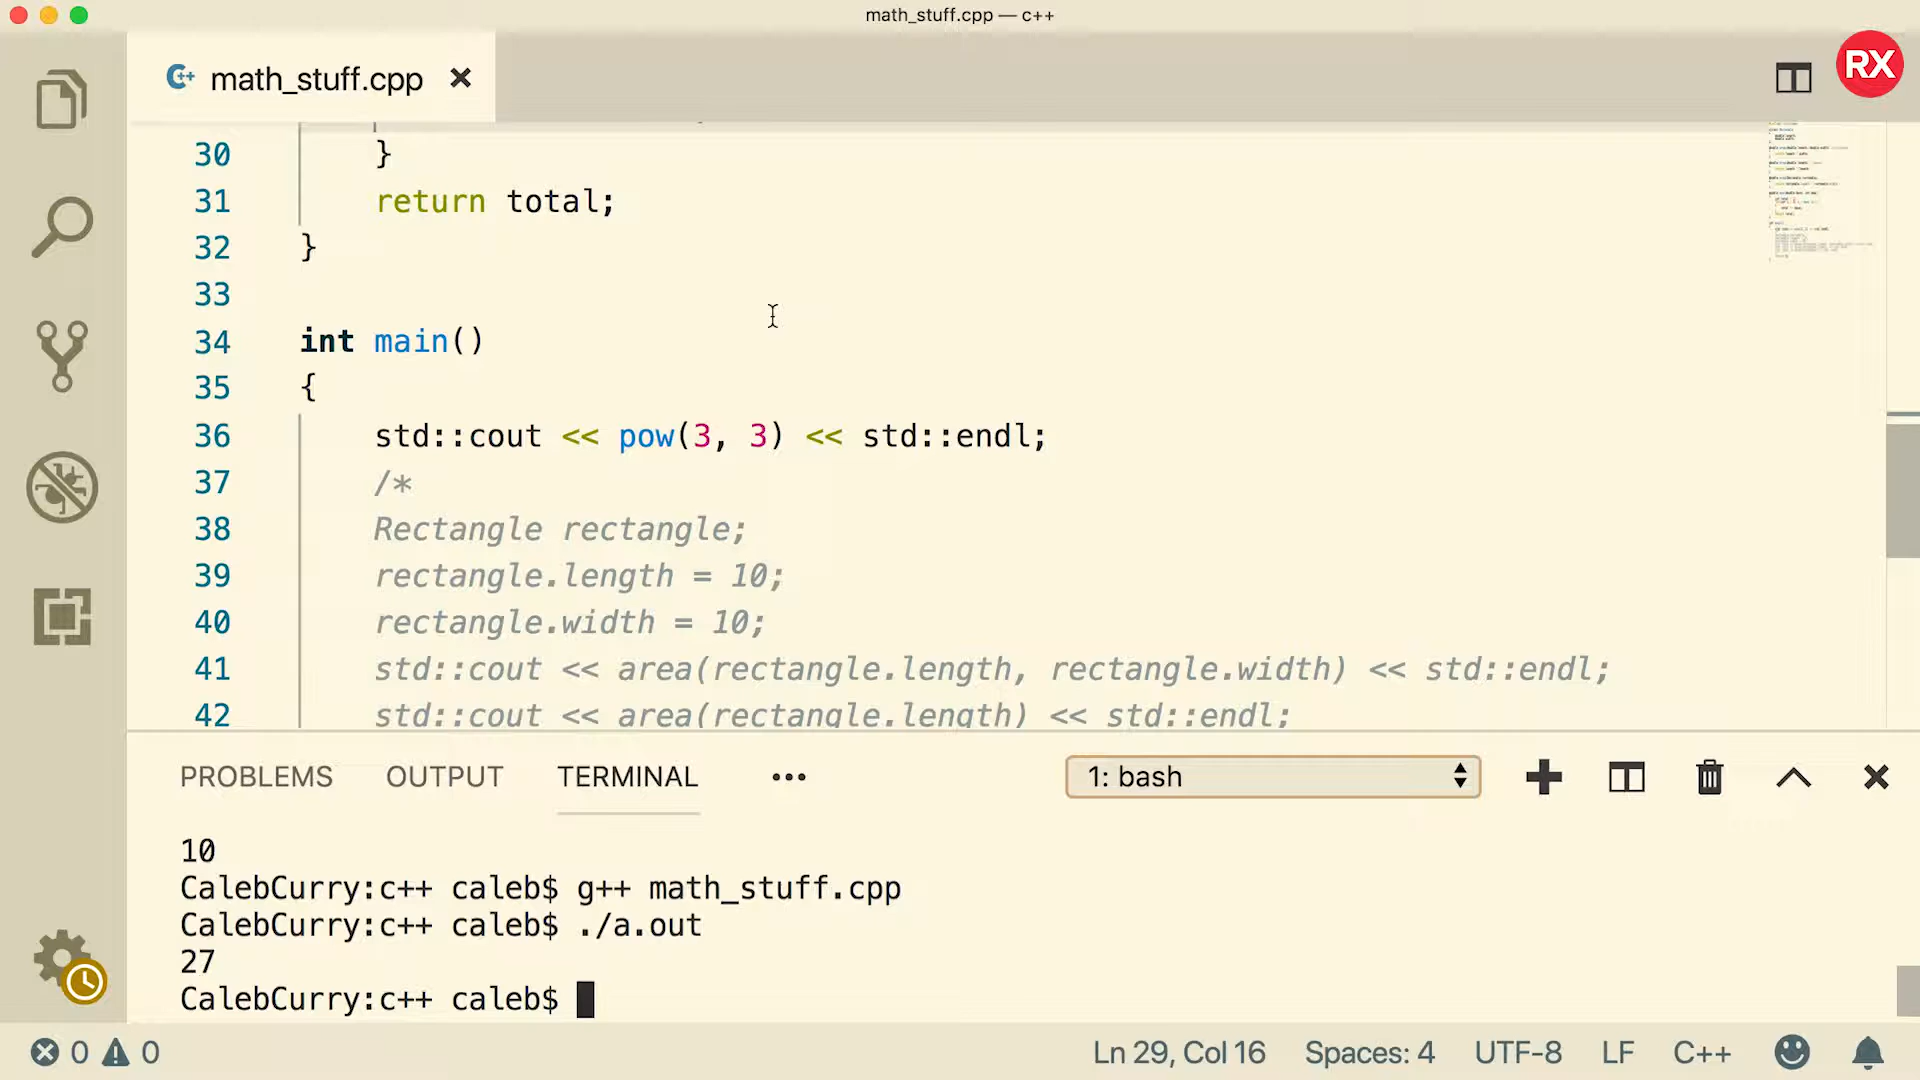 math_stuff.cpp — c++
math_stuff.cpp
RX
30 }
31 return total;
32 }
33
34 int main()
35 {
36 std::cout << pow(3, 3) << std::endl;
37 /*
38 Rectangle rectangle;
39 rectangle.length = 10;
40 rectangle.width = 10;
41 std::cout << area(rectangle.length, rectangle.width) << std::endl;
42 std::cout << area(rectangle.length) << std::endl;
PROBLEMS OUTPUT TERMINAL ••• 1: bash
10
CalebCurry:c++ caleb$ g++ math_stuff.cpp
CalebCurry:c++ caleb$ ./a.out
27
CalebCurry:c++ caleb$
0 0 Ln 29, Col 16 Spaces: 4 UTF-8 LF C++